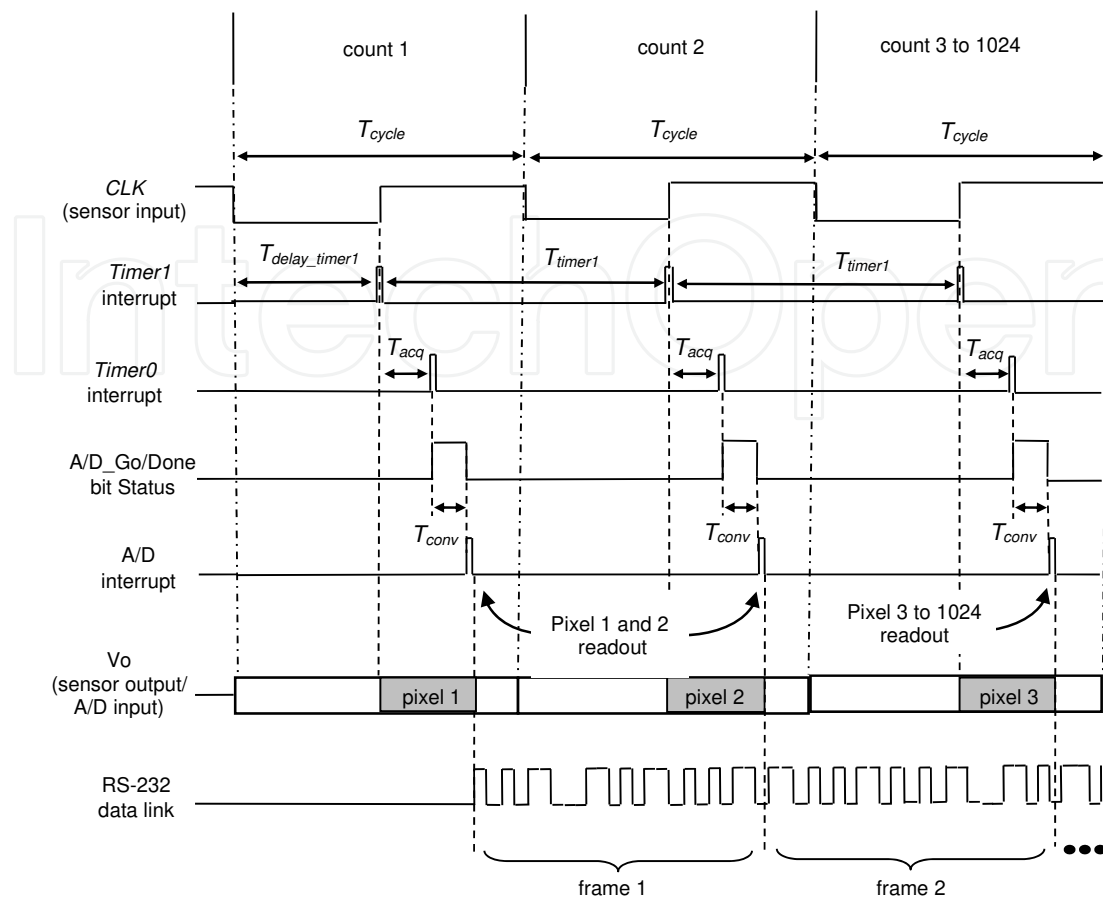 count 1
count 2
count 3 to 1024
Tcycle
Tcycle
Tcycle
CLK
(sensor input)
Tdelay_timer1
Ttimer1
Ttimer1
Timer1
interrupt
Tacq
Tacq
Tacq
Timer0
interrupt
A/D_Go/Done
bit Status
Tconv
Tconv
Tconv
A/D
interrupt
Pixel 1 and 2
readout
Pixel 3 to 1024
readout
Vo
(sensor output/
A/D input)
pixel 1
pixel 2
pixel 3
RS-232
data link
frame 1
frame 2
IntechOpen